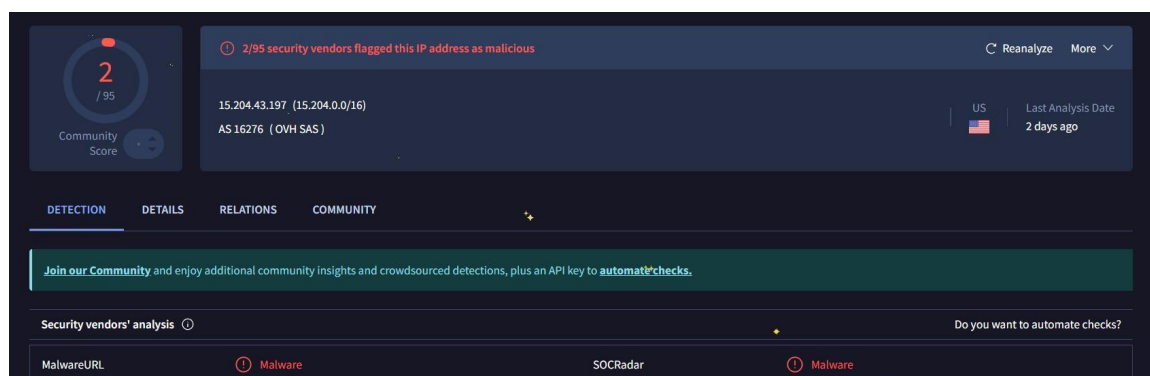 2/95 security vendors flagged this IP address as malicious
Reanalyze
More
2
/ 95
Community
Score
15.204.43.197 (15.204.0.0/16)
AS 16276 (OVH SAS)
US
Last Analysis Date
2 days ago
DETECTION
DETAILS
RELATIONS
COMMUNITY
Join our Community and enjoy additional community insights and crowdsourced detections, plus an API key to automate checks.
Security vendors' analysis
Do you want to automate checks?
MalwareURL
Malware
SOCRadar
Malware